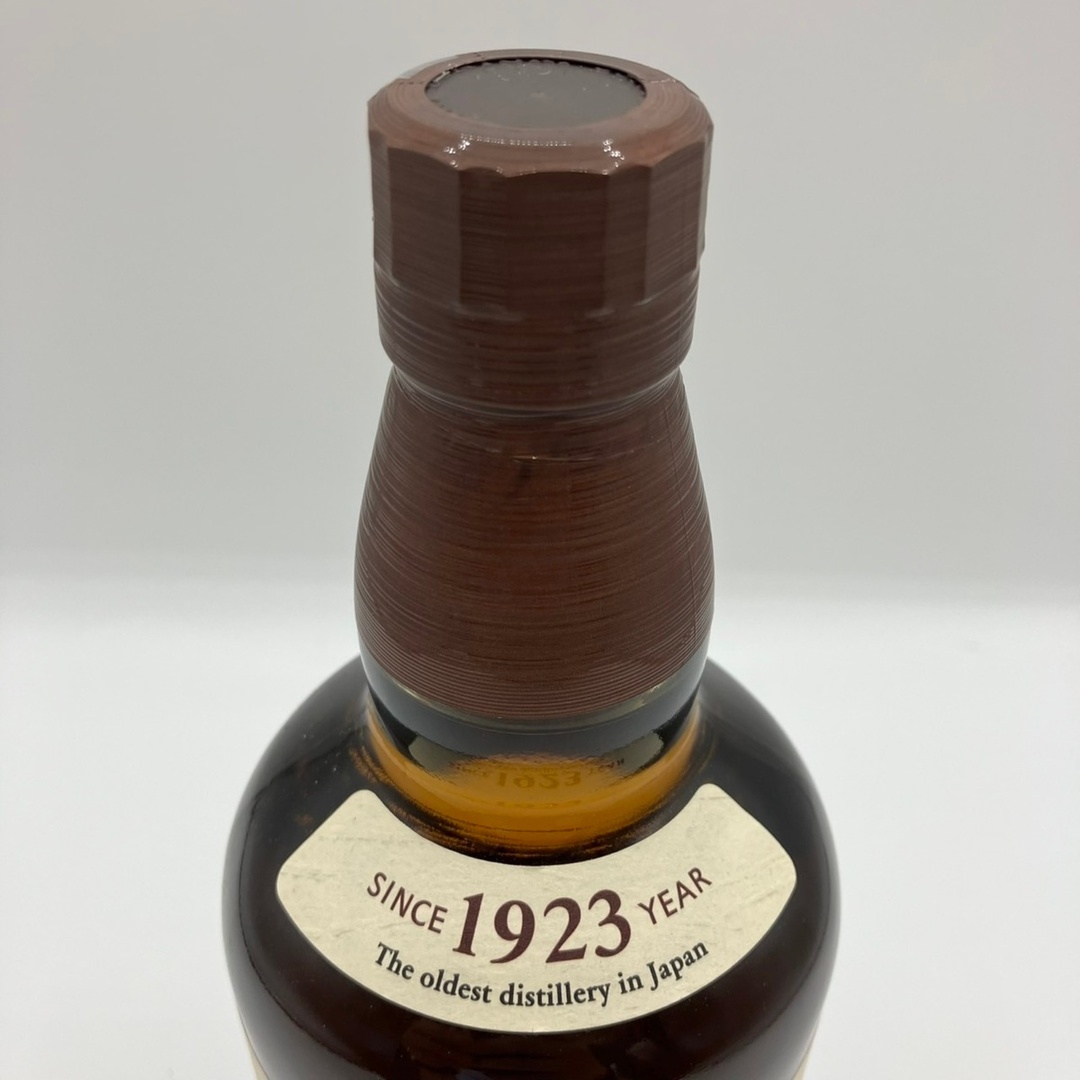 SINCE 1923 YEAR
The oldest distillery in Japan